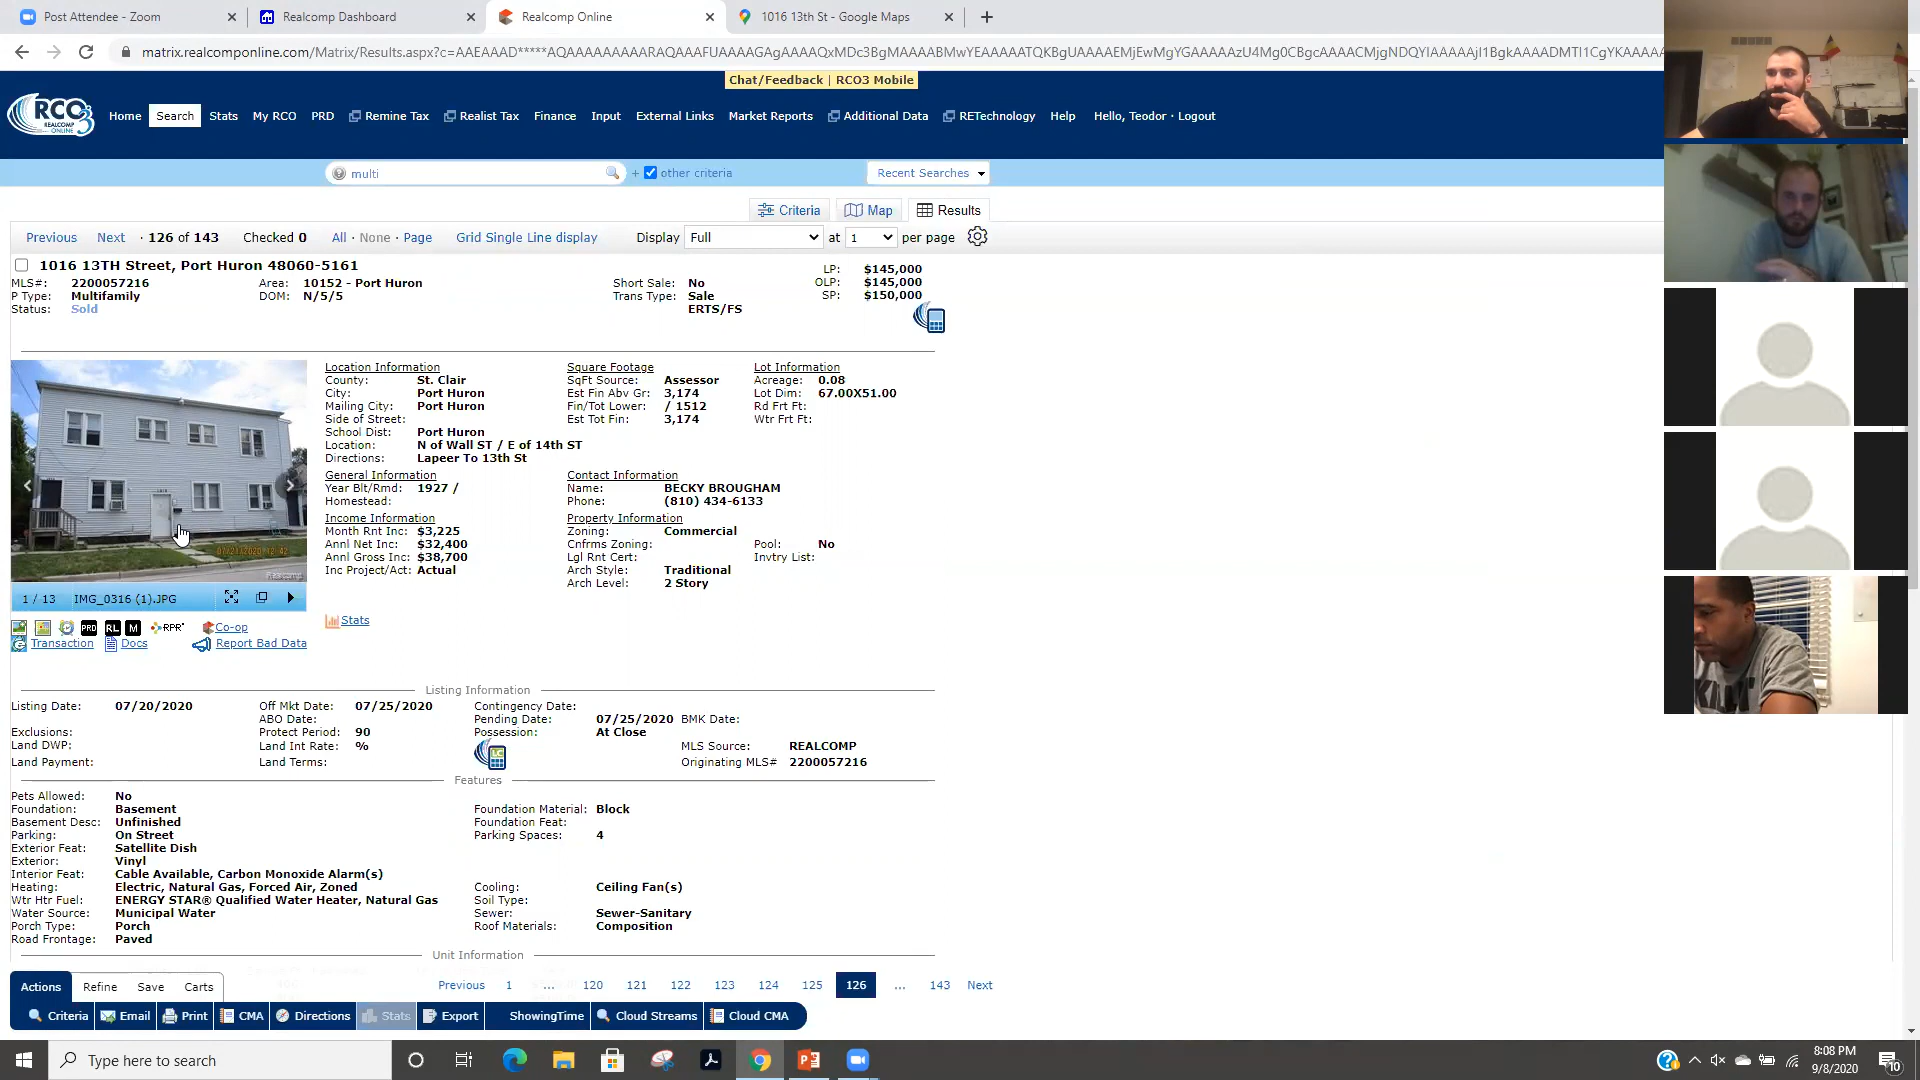 Post Attendee - Zoom
Realcomp Dashboard
Realcomp Online
1016 13th St - Google Maps
matrix.realcomponline.com/Matrix/Results.aspx?c=AAEAAAD*****AQAAAAAAAAARAQAAAFUAAAAGAgAAAAQxMDc3BgMAAAABMwYEAAAAATQKBgUAAAAEMjEwMgYGAAAAAzU4Mg0CBgcAAAACMjgNDQYIAAAAAjI1BgkAAAADMTI1CgYKAAAAA
Chat/Feedback | RCO3 Mobile
RCO3 REALCOMP ONLINE
Home Search Stats My RCO PRD Remine Tax Realist Tax Finance Input External Links Market Reports Additional Data RETechnology Help Hello, Teodor · Logout
multi + other criteria Recent Searches
Criteria Map Results
Previous Next · 126 of 143 Checked 0 All · None · Page Grid Single Line display Display Full at 1 per page
1016 13TH Street, Port Huron 48060-5161 LP: $145,000
MLS#: 2200057216 Area: 10152 - Port Huron Short Sale: No OLP: $145,000
P Type: Multifamily DOM: N/5/5 Trans Type: Sale SP: $150,000
Status: Sold ERTS/FS
Location Information Square Footage Lot Information
County: St. Clair SqFt Source: Assessor Acreage: 0.08
City: Port Huron Est Fin Abv Gr: 3,174 Lot Dim: 67.00X51.00
Mailing City: Port Huron Fin/Tot Lower: / 1512 Rd Frt Ft:
Side of Street: Est Tot Fin: 3,174 Wtr Frt Ft:
School Dist: Port Huron
Location: N of Wall ST / E of 14th ST
Directions: Lapeer To 13th St
General Information Contact Information
Year Blt/Rmd: 1927 / Name: BECKY BROUGHAM
Homestead: Phone: (810) 434-6133
Income Information Property Information
Month Rnt Inc: $3,225 Zoning: Commercial
Annl Net Inc: $32,400 Cnfrms Zoning: Pool: No
Annl Gross Inc: $38,700 Lgl Rnt Cert: Invtry List:
Inc Project/Act: Actual Arch Style: Traditional
Arch Level: 2 Story
07/21/2020 12:42
Realcomp
1 / 13 IMG_0316 (1).JPG
Stats
PRD RL M RPR Co-op
Transaction Docs Report Bad Data
Listing Information
Listing Date: 07/20/2020 Off Mkt Date: 07/25/2020 Contingency Date:
ABO Date: Pending Date: 07/25/2020 BMK Date:
Exclusions: Protect Period: 90 Possession: At Close
Land DWP: Land Int Rate: % MLS Source: REALCOMP
Land Payment: Land Terms: LC Originating MLS# 2200057216
Features
Pets Allowed: No
Foundation: Basement Foundation Material: Block
Basement Desc: Unfinished Foundation Feat:
Parking: On Street Parking Spaces: 4
Exterior Feat: Satellite Dish
Exterior: Vinyl
Interior Feat: Cable Available, Carbon Monoxide Alarm(s)
Heating: Electric, Natural Gas, Forced Air, Zoned Cooling: Ceiling Fan(s)
Wtr Htr Fuel: ENERGY STAR® Qualified Water Heater, Natural Gas Soil Type:
Water Source: Municipal Water Sewer: Sewer-Sanitary
Porch Type: Porch Roof Materials: Composition
Road Frontage: Paved
Unit Information
Actions Refine Save Carts Previous 1 ... 120 121 122 123 124 125 126 ... 143 Next
Criteria Email Print CMA Directions Stats Export ShowingTime Cloud Streams Cloud CMA
Type here to search
8:08 PM
9/8/2020
10